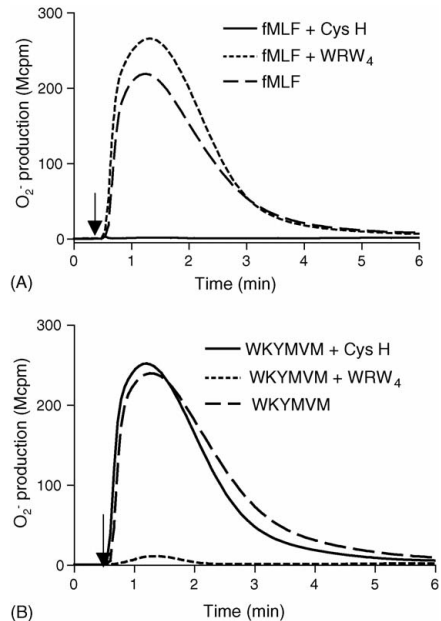 300
200
100
0
O₂⁻ production (Mcpm)
fMLF + Cys H
fMLF + WRW₄
fMLF
0 1 2 3 4 5 6
Time (min)
(A)
300
200
100
0
O₂⁻ production (Mcpm)
WKYMVM + Cys H
WKYMVM + WRW₄
WKYMVM
0 1 2 3 4 5 6
Time (min)
(B)